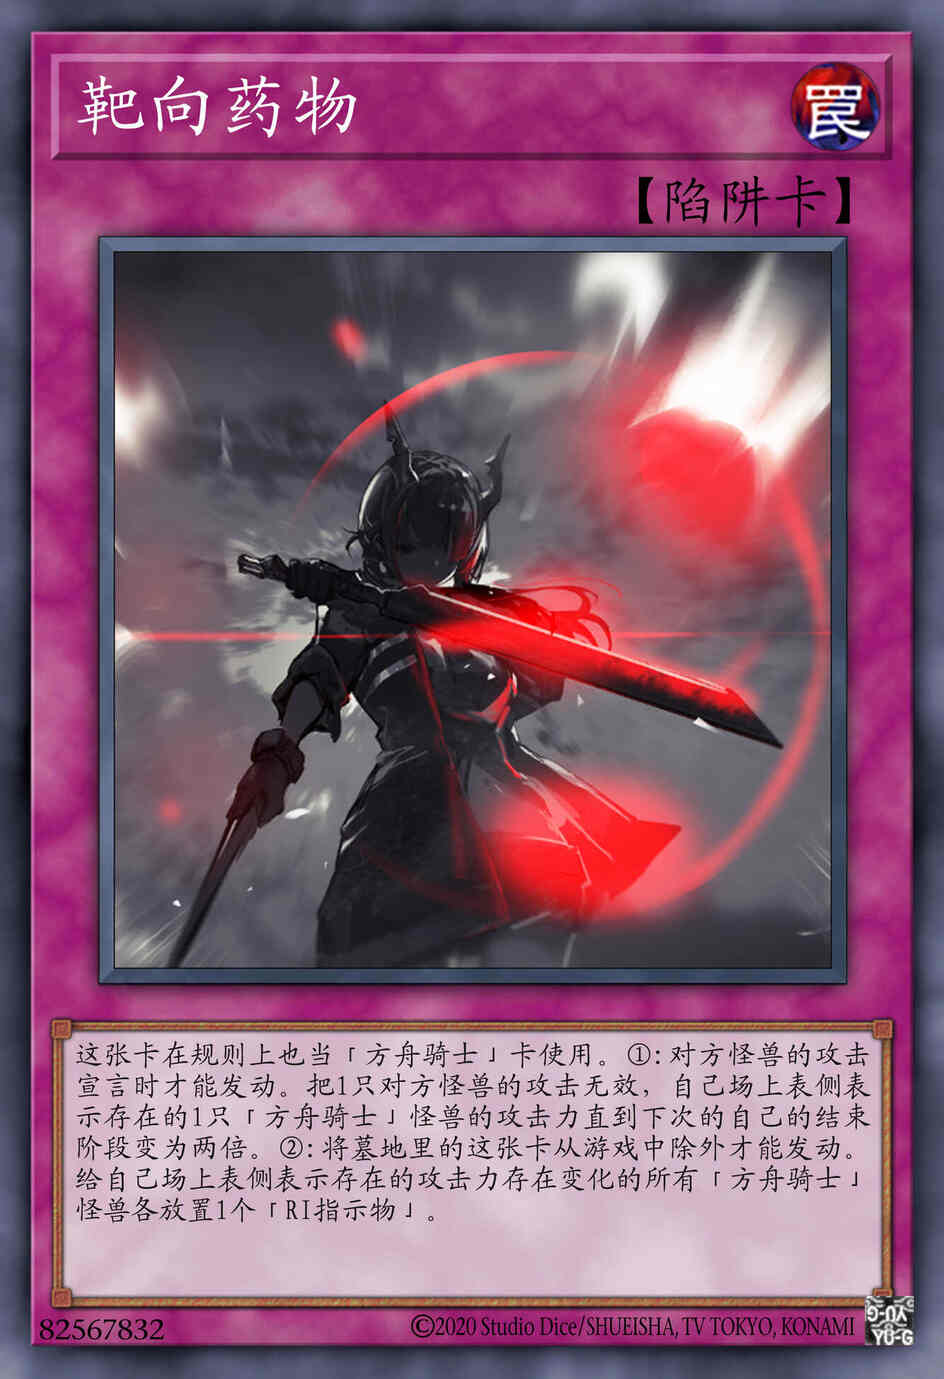 靶向药物
罠
【陷阱卡】
这张卡在规则上也当「方舟骑士」卡使用。①:对方怪兽的攻击
宣言时才能发动。把1只对方怪兽的攻击无效，自己场上表侧表
示存在的1只「方舟骑士」怪兽的攻击力直到下次的自己的结束
阶段变为两倍。②:将墓地里的这张卡从游戏中除外才能发动。
给自己场上表侧表示存在的攻击力存在变化的所有「方舟骑士」
怪兽各放置1个「RI指示物」。
82567832
©2020 Studio Dice/SHUEISHA, TV TOKYO, KONAMI